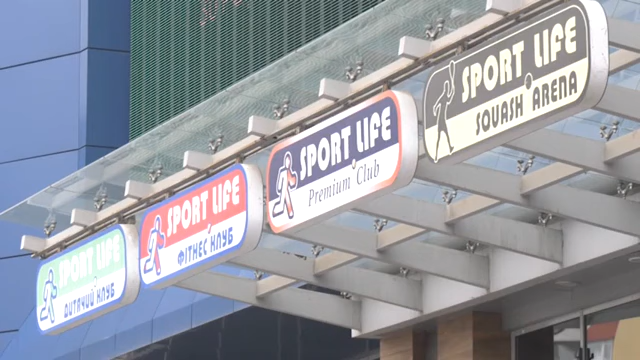 SPORT LIFE
ДИТЯЧИЙ КЛУБ
SPORT LIFE
ФІТНЕС КЛУБ
SPORT LIFE
Premium Club
SPORT LIFE
SQUASH ARENA